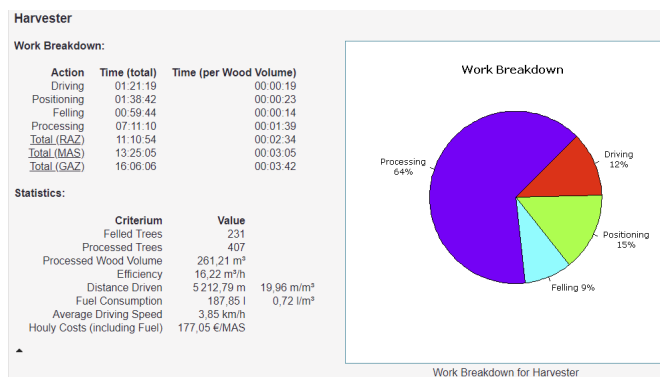 Harvester
Work Breakdown:
Action Time (total) Time (per Wood Volume)
Driving 01:21:19 00:00:19
Positioning 01:38:42 00:00:23
Felling 00:59:44 00:00:14
Processing 07:11:10 00:01:39
Total (RAZ) 11:10:54 00:02:34
Total (MAS) 13:25:05 00:03:05
Total (GAZ) 16:06:06 00:03:42
Statistics:
Criterium Value
Felled Trees 231
Processed Trees 407
Processed Wood Volume 261,21 m³
Efficiency 16,22 m³/h
Distance Driven 5 212,79 m 19,96 m/m³
Fuel Consumption 187,85 l 0,72 l/m³
Average Driving Speed 3,85 km/h
Houly Costs (including Fuel) 177,05 €/MAS
Work Breakdown
Processing
64%
Driving
12%
Positioning
15%
Felling 9%
Work Breakdown for Harvester